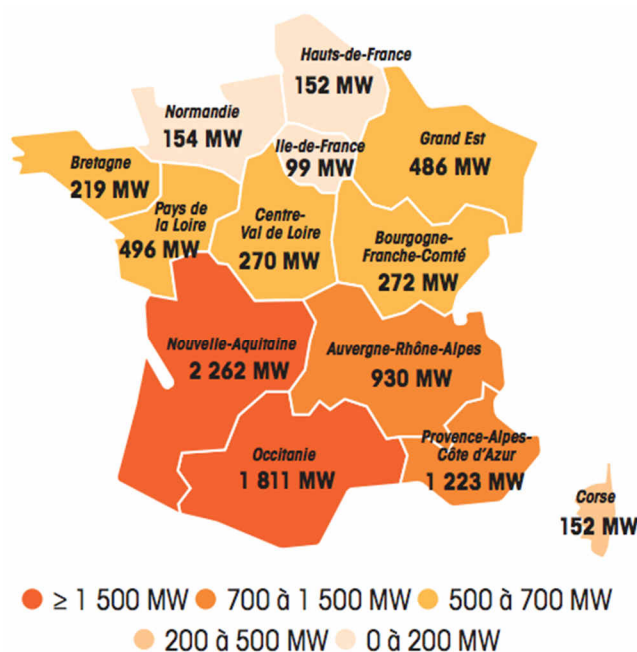 Hauts-de-France
152 MW
Normandie
154 MW
Ile-de-France
99 MW
Grand Est
486 MW
Bretagne
219 MW
Pays de
la Loire
496 MW
Centre-
Val de Loire
270 MW
Bourgogne-
Franche-Comté
272 MW
Nouvelle-Aquitaine
2 262 MW
Auvergne-Rhône-Alpes
930 MW
Occitanie
1 811 MW
Provence-Alpes-
Côte d'Azur
1 223 MW
Corse
152 MW
≥ 1 500 MW 700 à 1 500 MW 500 à 700 MW
200 à 500 MW 0 à 200 MW